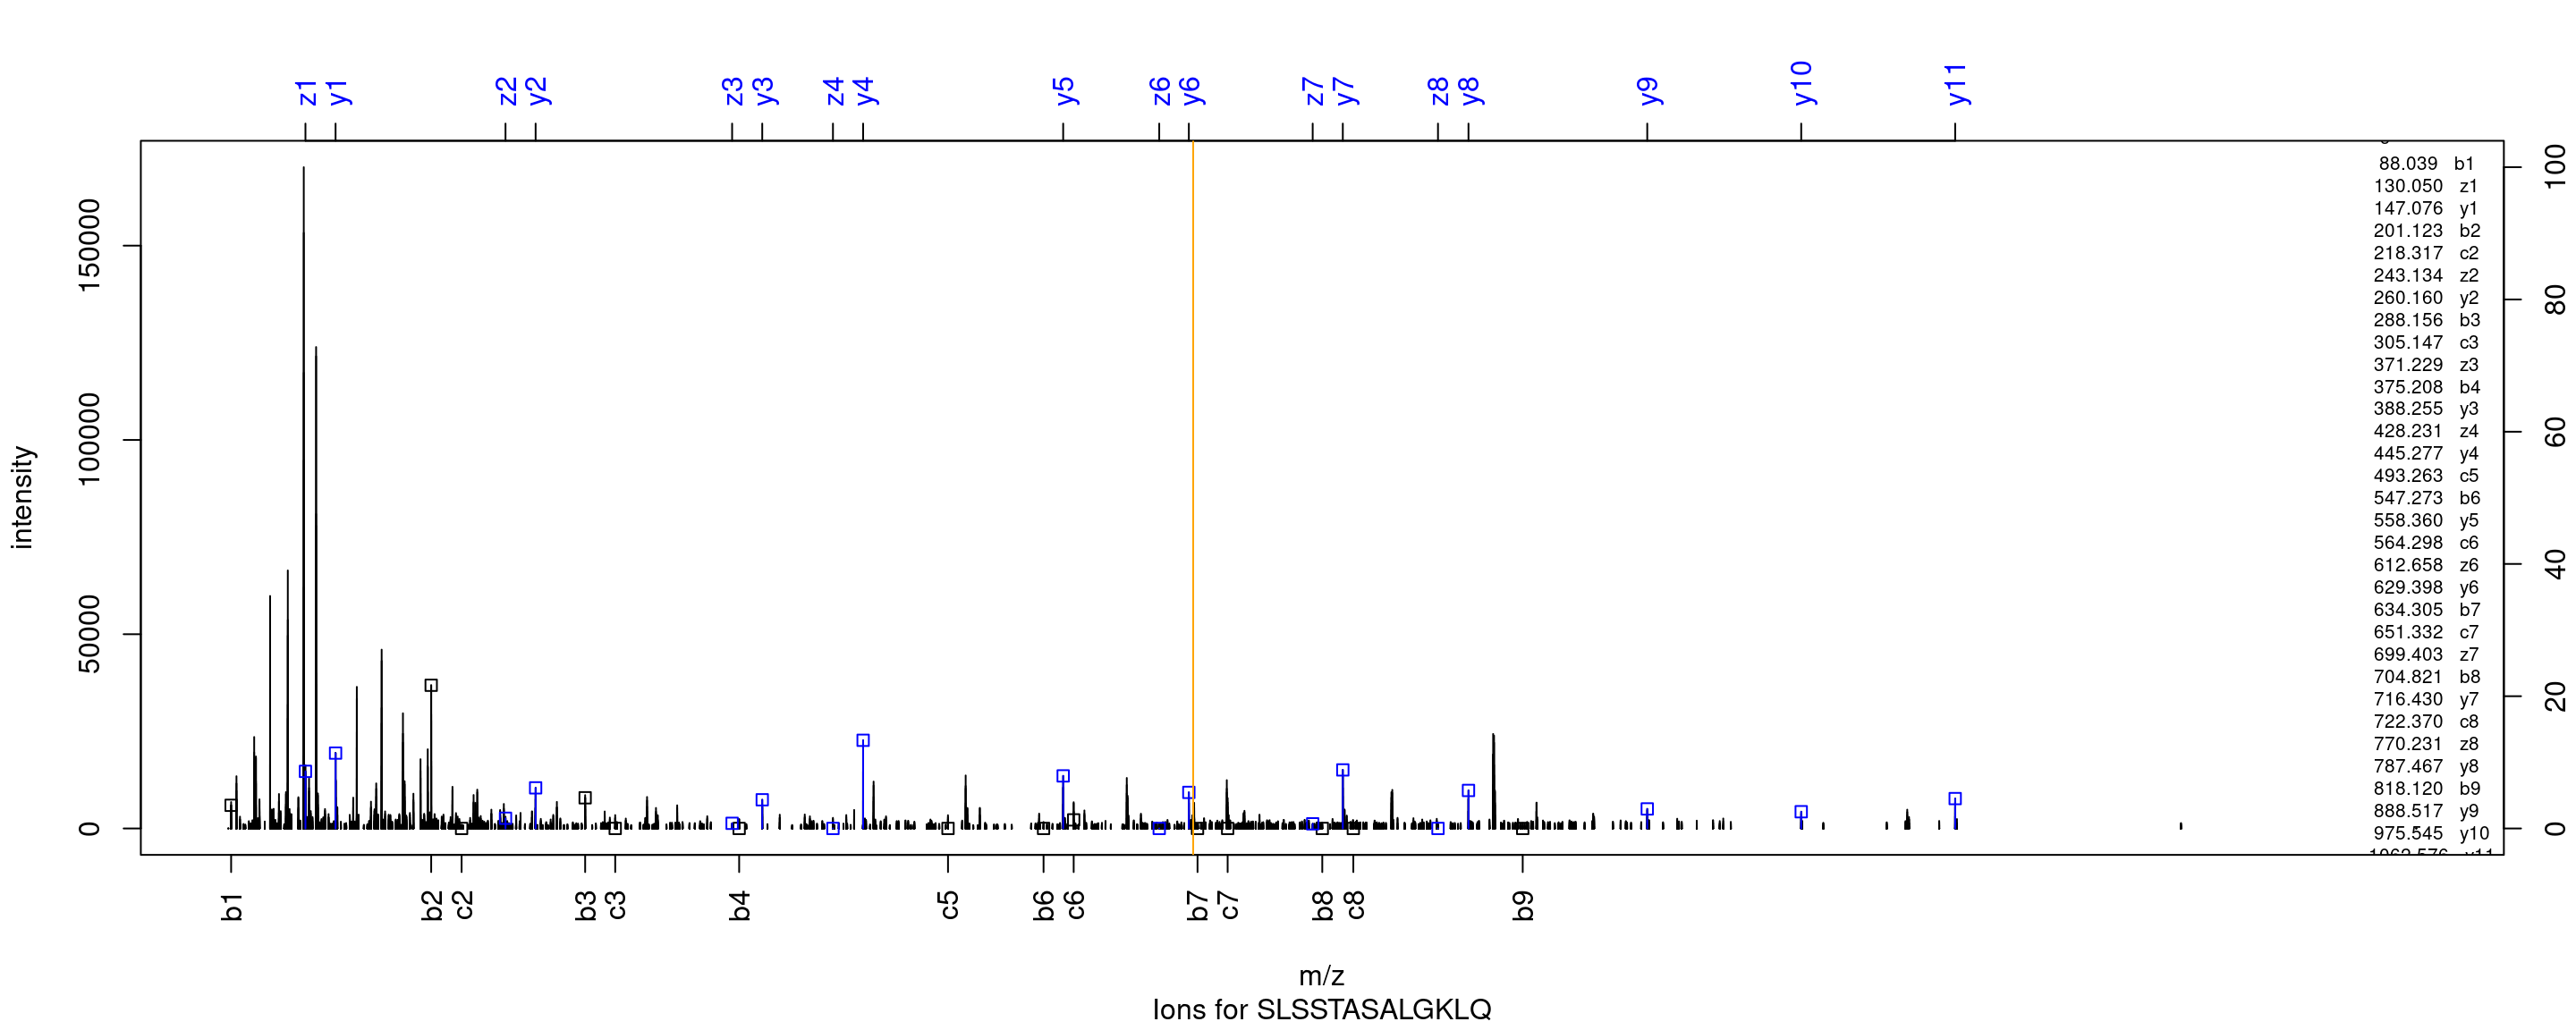 z1 y1 z2 y2 z3 y3 z4 y4 y5 z6 y6 z7 y7 z8 y8 y9 y10 y11
intensity
0 50000 100000 150000
0 20 40 60 80 100
88.039 b1
130.050 z1
147.076 y1
201.123 b2
218.317 c2
243.134 z2
260.160 y2
288.156 b3
305.147 c3
371.229 z3
375.208 b4
388.255 y3
428.231 z4
445.277 y4
493.263 c5
547.273 b6
558.360 y5
564.298 c6
612.658 z6
629.398 y6
634.305 b7
651.332 c7
699.403 z7
704.821 b8
716.430 y7
722.370 c8
770.231 z8
787.467 y8
818.120 b9
888.517 y9
975.545 y10
1062.576 y11
b1 b2 c2 b3 c3 b4 c5 b6 c6 b7 c7 b8 c8 b9
m/z
Ions for SLSSTASALGKLQ